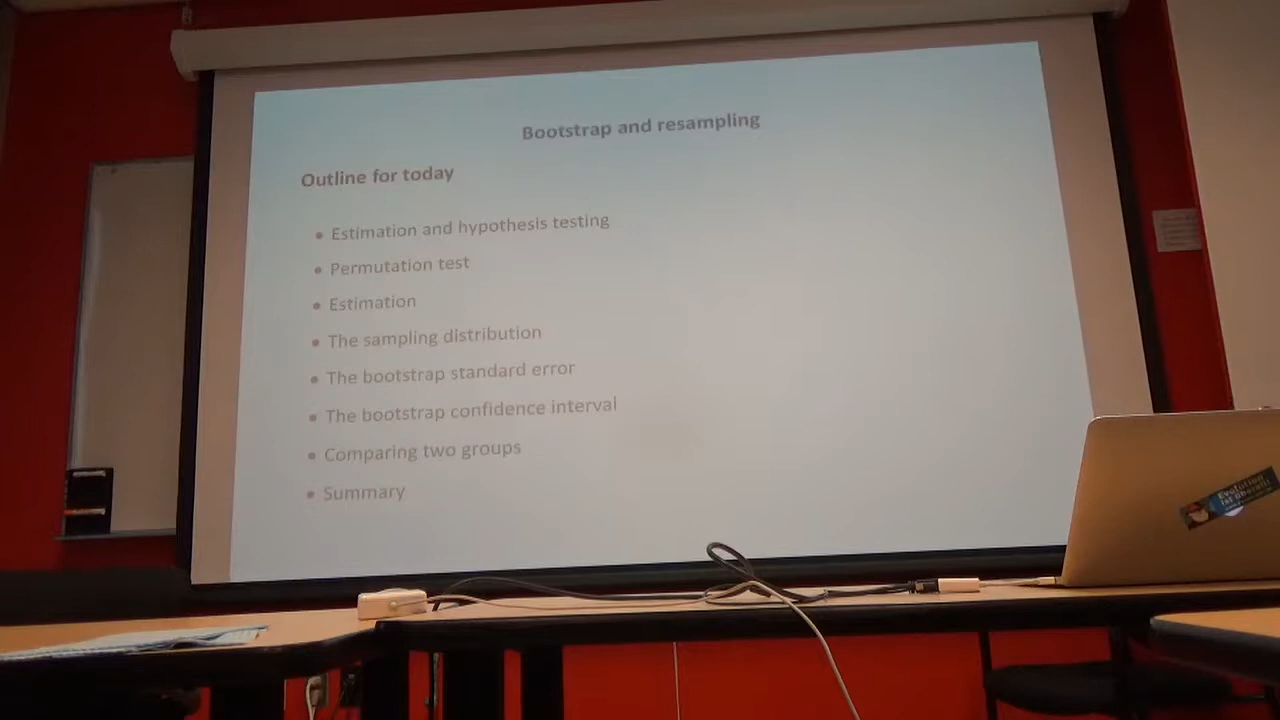 Bootstrap and resampling
Outline for today
• Estimation and hypothesis testing
• Permutation test
• Estimation
• The sampling distribution
• The bootstrap standard error
• The bootstrap confidence interval
• Comparing two groups
• Summary
Evolution